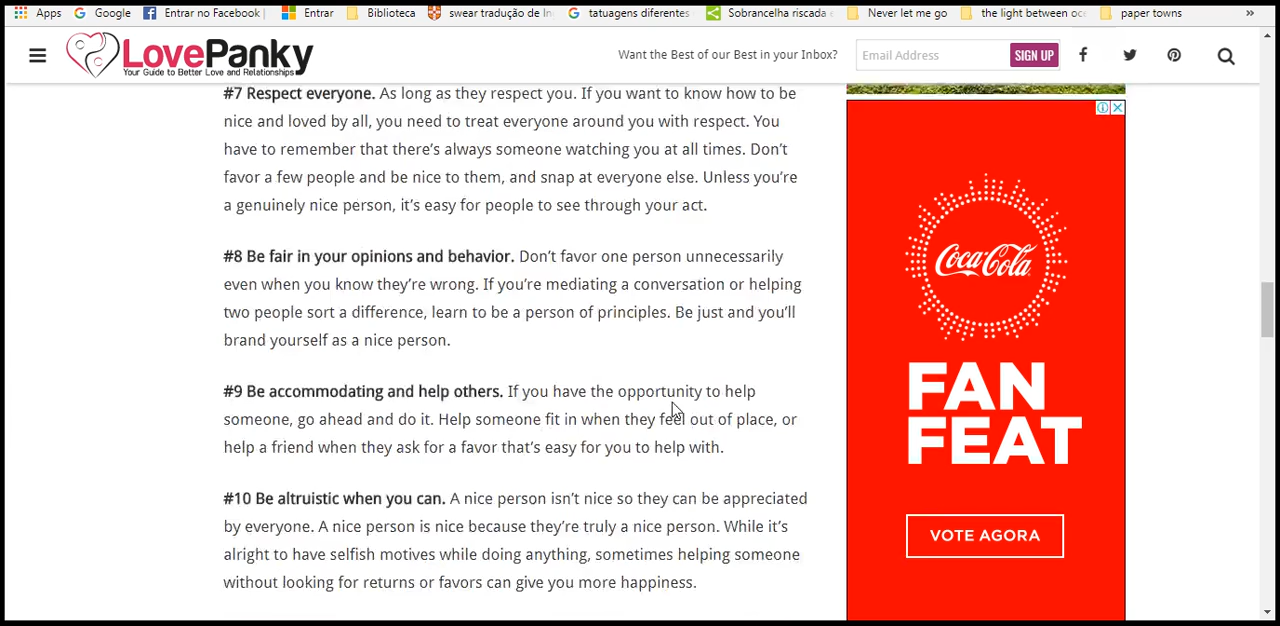 Apps Google Entrar no Facebook Entrar Biblioteca swear tradução de In tatuagens diferentes Sobrancelha riscada Never let me go the light between oce paper towns »
LovePanky
Your Guide to Better Love and Relationships
Want the Best of our Best in your Inbox? Email Address SIGN UP
#7 Respect everyone. As long as they respect you. If you want to know how to be
nice and loved by all, you need to treat everyone around you with respect. You
have to remember that there's always someone watching you at all times. Don't
favor a few people and be nice to them, and snap at everyone else. Unless you're
a genuinely nice person, it's easy for people to see through your act.
#8 Be fair in your opinions and behavior. Don't favor one person unnecessarily
even when you know they're wrong. If you're mediating a conversation or helping
two people sort a difference, learn to be a person of principles. Be just and you'll
brand yourself as a nice person.
#9 Be accommodating and help others. If you have the opportunity to help
someone, go ahead and do it. Help someone fit in when they feel out of place, or
help a friend when they ask for a favor that's easy for you to help with.
#10 Be altruistic when you can. A nice person isn't nice so they can be appreciated
by everyone. A nice person is nice because they're truly a nice person. While it's
alright to have selfish motives while doing anything, sometimes helping someone
without looking for returns or favors can give you more happiness.
Coca-Cola
FAN
FEAT
VOTE AGORA